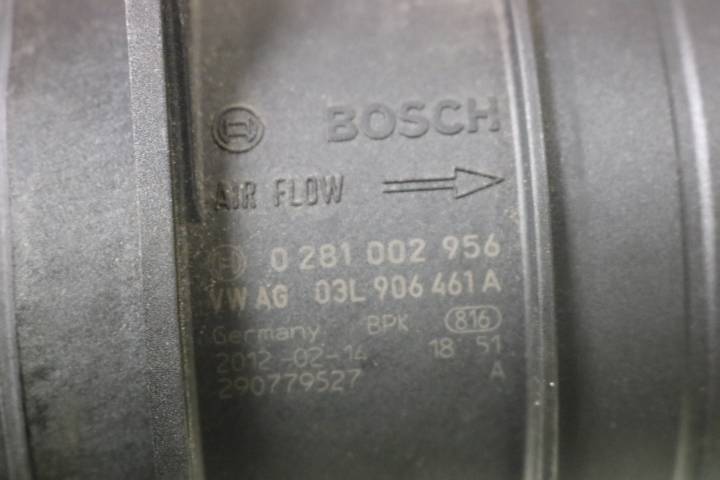 BOSCH
AIR FLOW
0 281 002 956
VW AG 03L 906 461 A
Germany BPK 816
2012-02-14 18 51
290779527 A